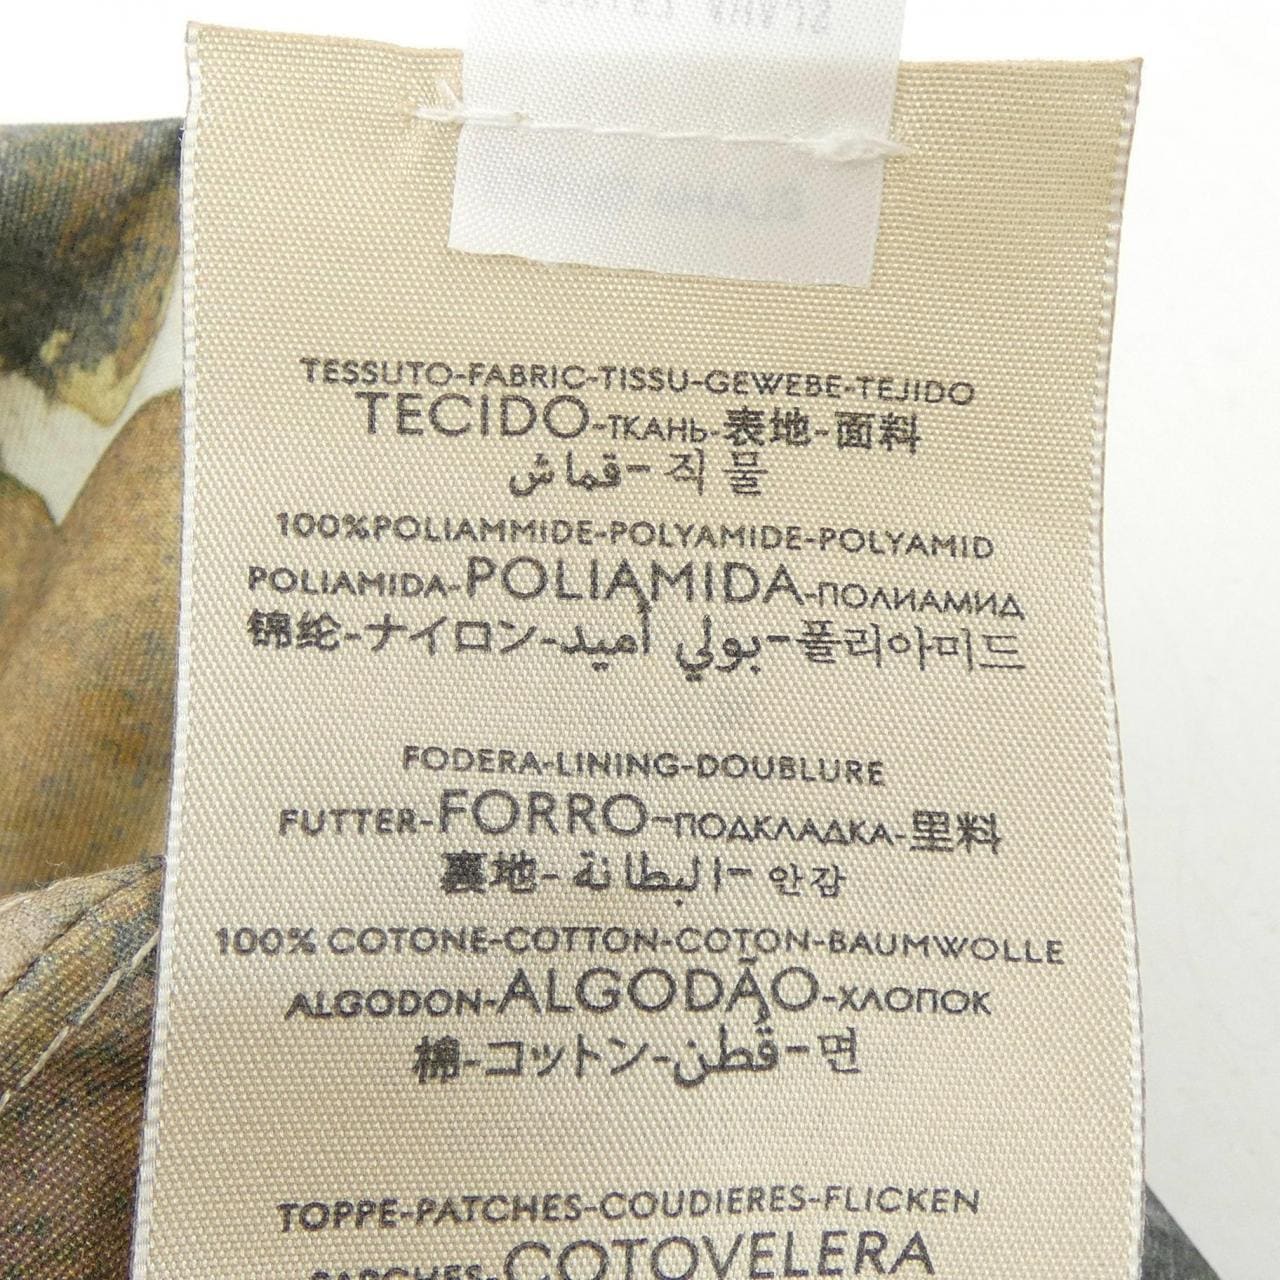 TESSUTO-FABRIC-TISSU-GEWEBE-TEJIDO
TECIDO-ТКАНЬ-表地-面料
قماش-직물
100%POLIAMMIDE-POLYAMIDE-POLYAMID
POLIAMIDA-POLIAMIDA-ПОЛИАМИД
锦纶-ナイロン-بولي أميد-폴리아미드
FODERA-LINING-DOUBLURE
FUTTER-FORRO-ПОДКЛАДКА-里料
裏地-البطانة-안감
100% COTONE-COTTON-COTON-BAUMWOLLE
ALGODON-ALGODÃO-ХЛОПОК
棉-コットン-قُطن-면
TOPPE-PATCHES-COUDIERES-FLICKEN
COTOVELERA